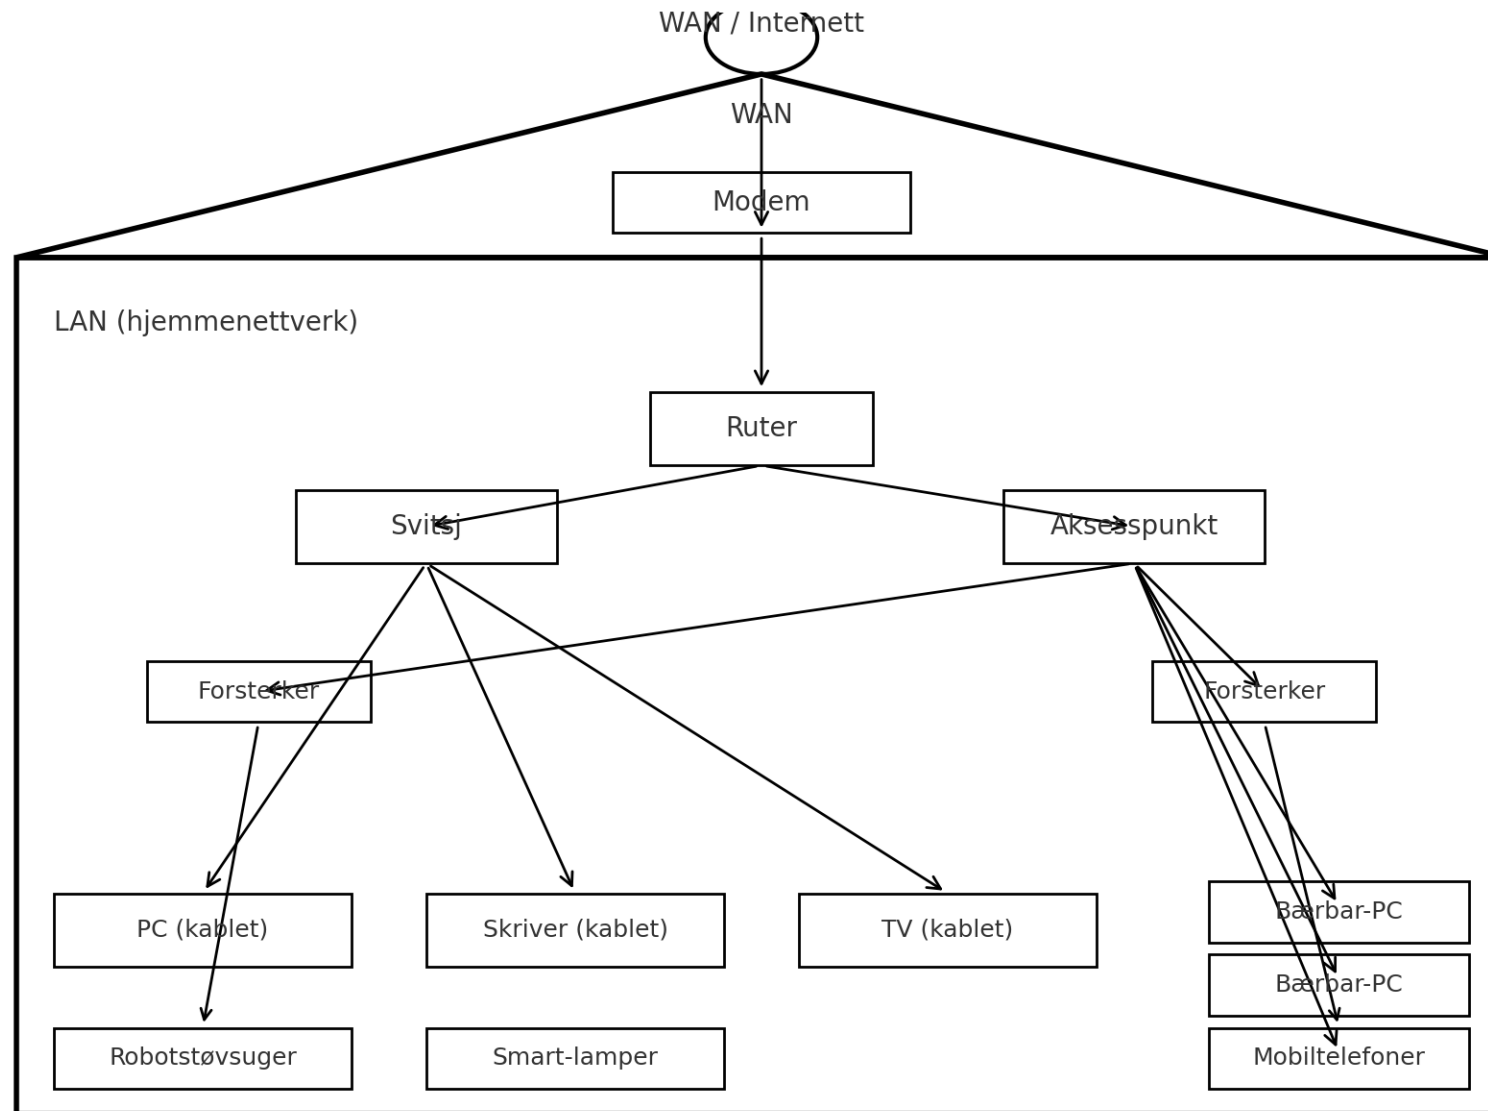 WAN / Internett
WAN
Modem
LAN (hjemmenettverk)
Ruter
Svitsj
Aksesspunkt
Forsterker
Forsterker
PC (kablet)
Skriver (kablet)
TV (kablet)
Bærbar-PC
Bærbar-PC
Robotstøvsuger
Smart-lamper
Mobiltelefoner